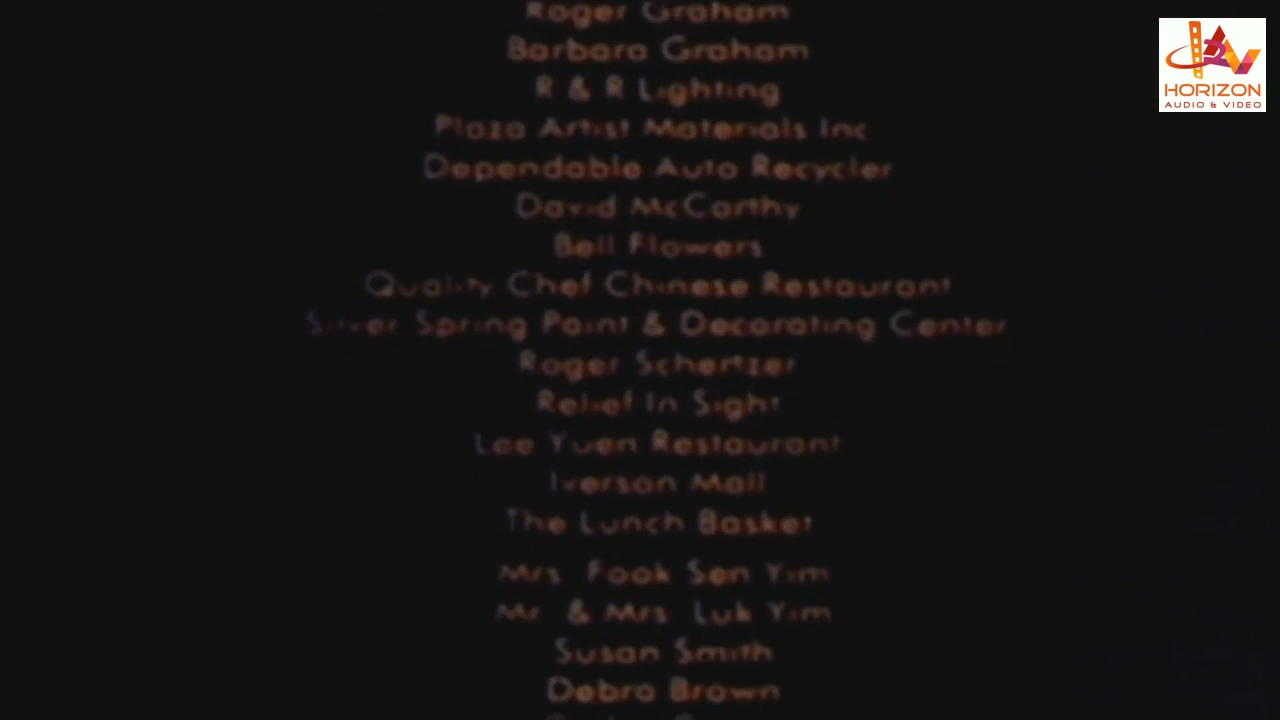 Roger Graham
Barbara Graham
R & R Lighting
Plaza Artist Materials Inc
Dependable Auto Recycler
David McCarthy
Bell Flowers
Quality Chef Chinese Restaurant
Silver Spring Paint & Decorating Center
Roger Schertzer
Relief In Sight
Lee Yuen Restaurant
Iverson Mall
The Lunch Basket
Mrs Fook Sen Yim
Mr & Mrs Luk Yim
Susan Smith
Debra Brown
HORIZON
AUDIO & VIDEO